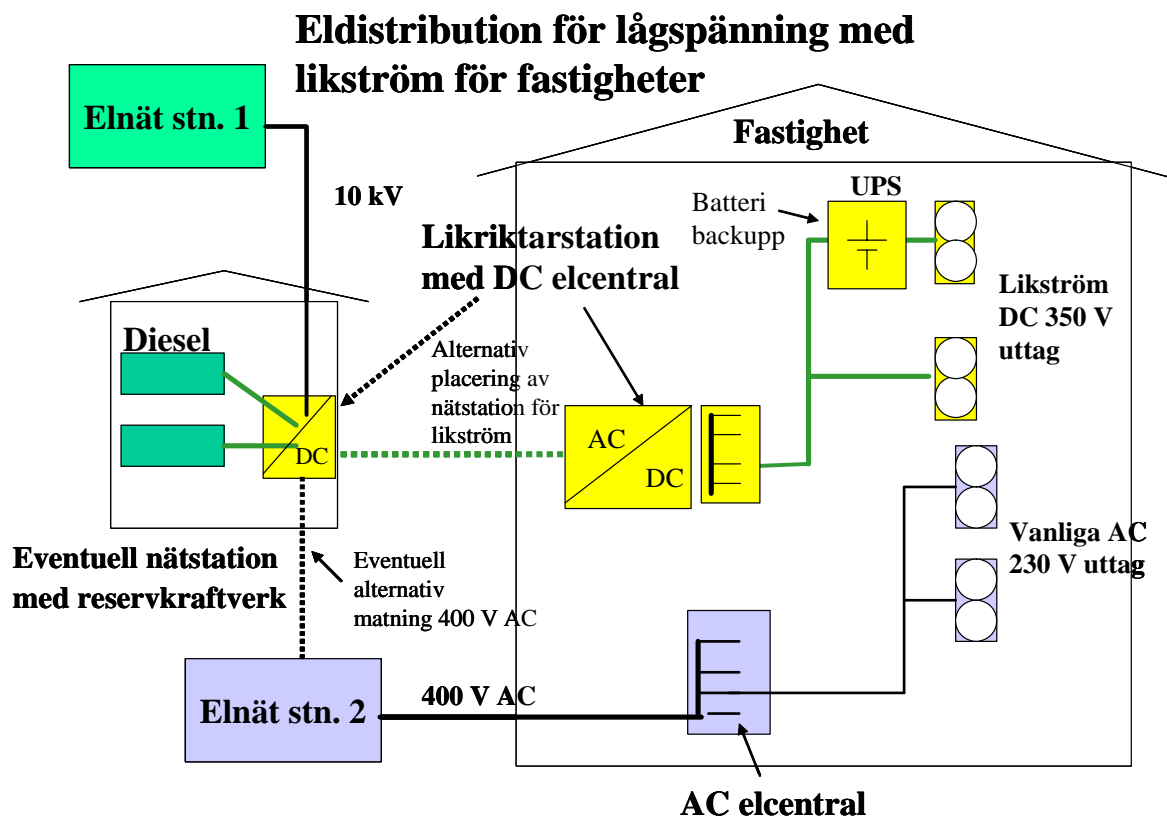 Eldistribution för lågspänning med
likström för fastigheter
Elnät stn. 1
Fastighet
10 kV
UPS
Batteri
backupp
Likriktarstation
med DC elcentral
Likström
DC 350 V
uttag
Diesel
Alternativ
placering av
nätstation för
likström
DC
AC
DC
Eventuell nätstation
med reservkraftverk
Eventuell
alternativ
matning 400 V AC
Vanliga AC
230 V uttag
Elnät stn. 2
400 V AC
AC elcentral